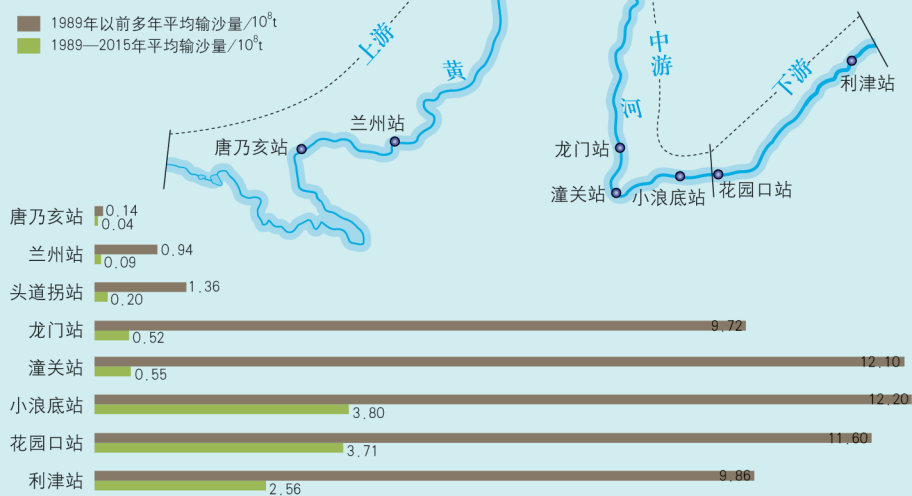 1989年以前多年平均输沙量/10⁸t
1989—2015年平均输沙量/10⁸t
上游
黄
中游
河
下游
利津站
兰州站
唐乃亥站
龙门站
潼关站
小浪底站
花园口站
唐乃亥站 0.14
0.04
兰州站 0.94
0.09
头道拐站 1.36
0.20
龙门站 9.72
0.52
潼关站 12.10
0.55
小浪底站 12.20
3.80
花园口站 11.60
3.71
利津站 9.86
2.56